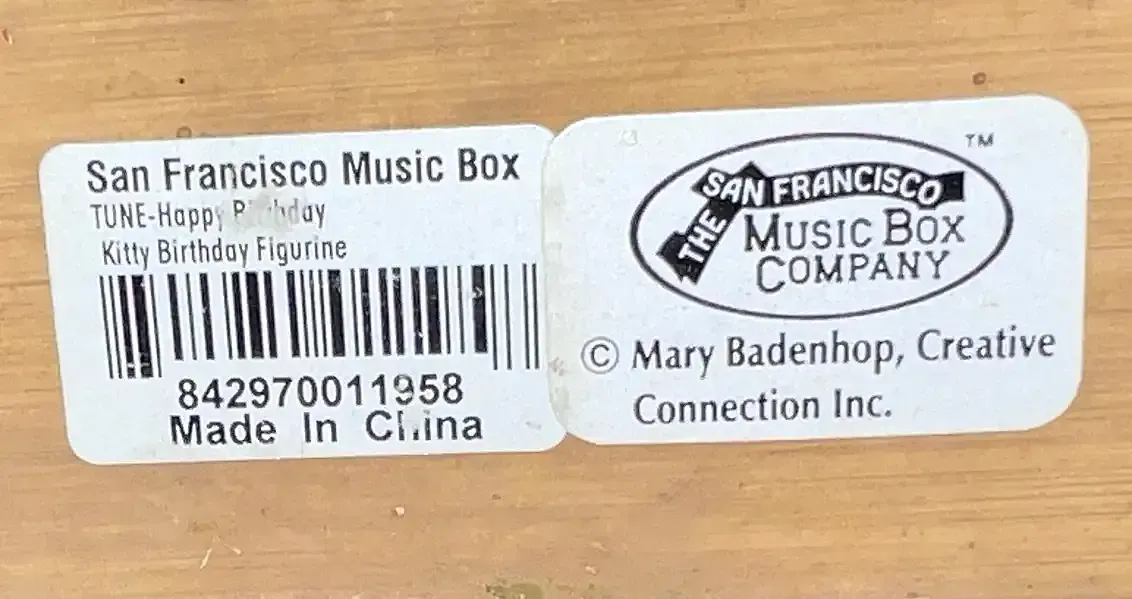 San Francisco Music Box
TUNE-Happy Birthday
Kitty Birthday Figurine
842970011958
Made In China
TM
THE SAN FRANCISCO
MUSIC BOX
COMPANY
© Mary Badenhop, Creative
Connection Inc.